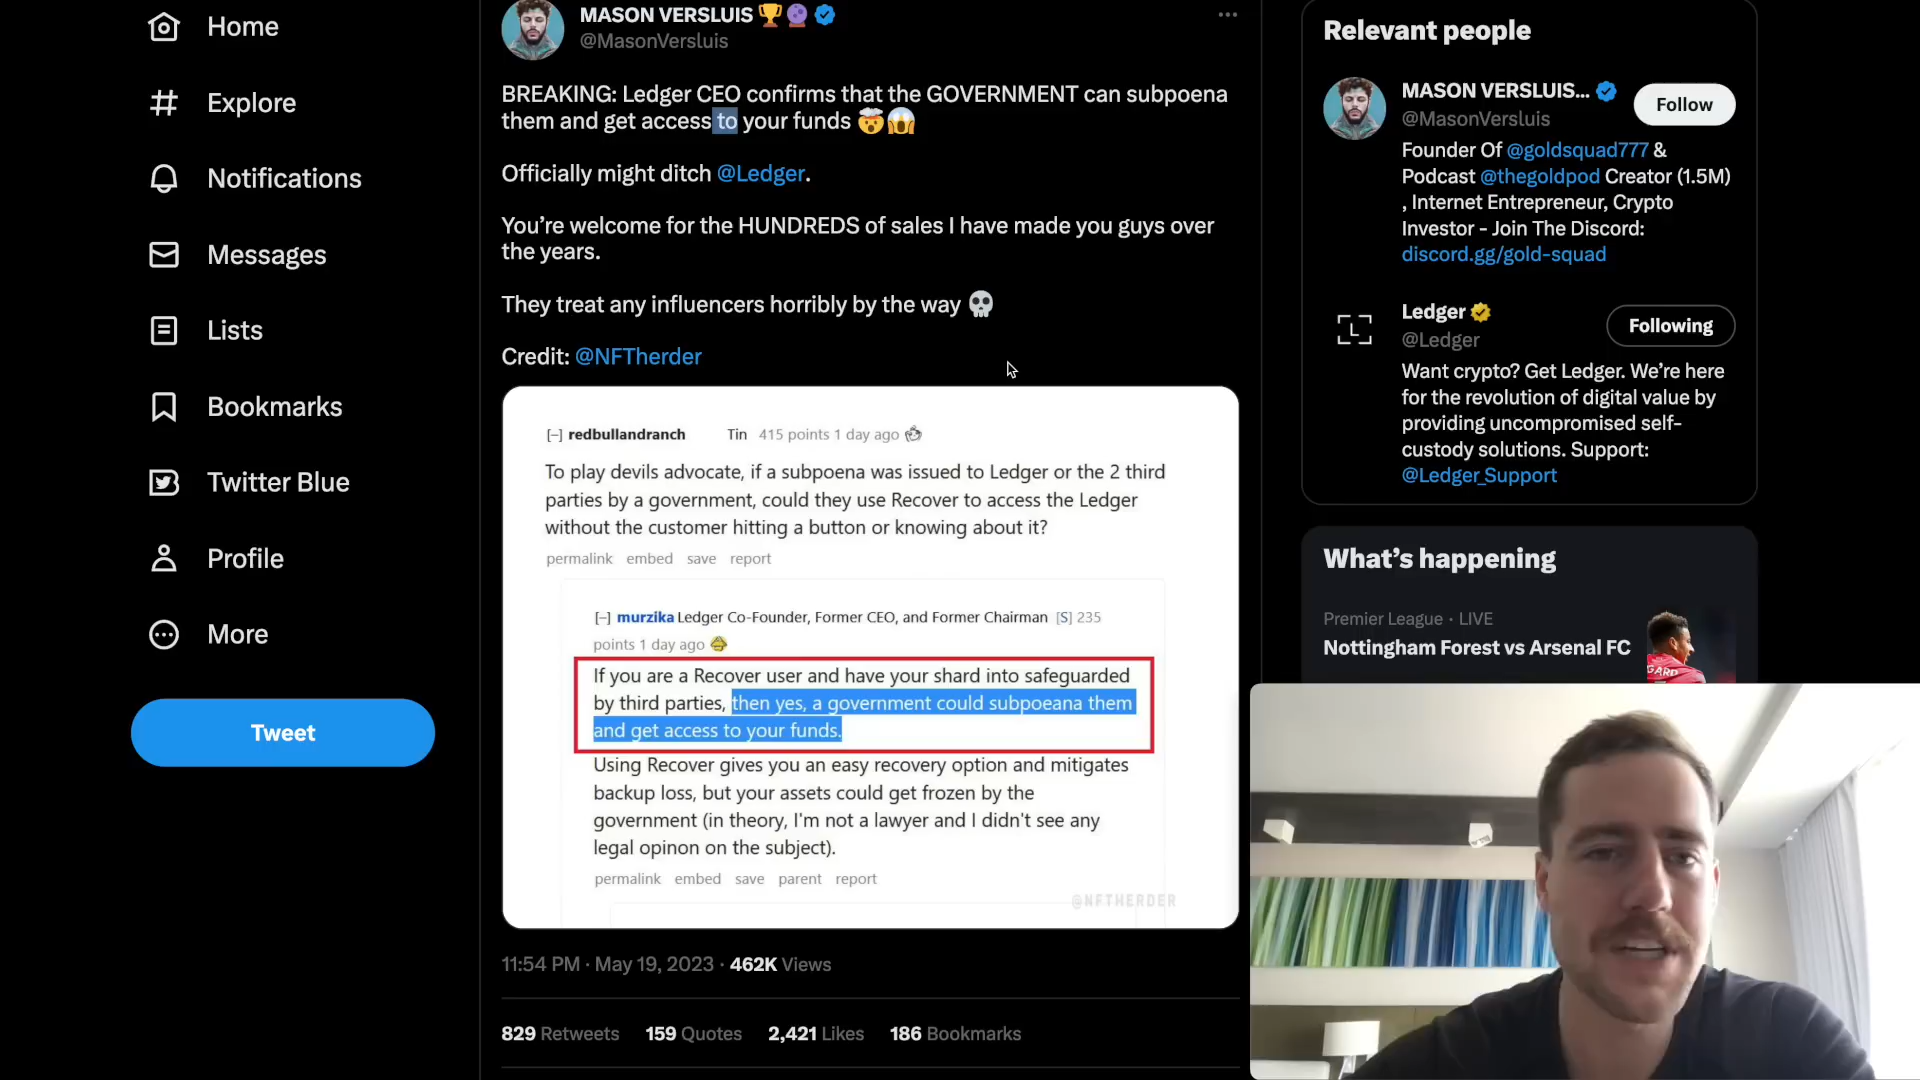 Home
Explore
Notifications
Messages
Lists
Bookmarks
Twitter Blue
Profile
More
Tweet
MASON VERSLUIS 🏆🔮
@MasonVersluis
BREAKING: Ledger CEO confirms that the GOVERNMENT can subpoena
them and get access to your funds 🤯😱
Officially might ditch @Ledger.
You’re welcome for the HUNDREDS of sales I have made you guys over
the years.
They treat any influencers horribly by the way 💀
Credit: @NFTherder
[–] redbullandranch Tin 415 points 1 day ago
To play devils advocate, if a subpoena was issued to Ledger or the 2 third
parties by a government, could they use Recover to access the Ledger
without the customer hitting a button or knowing about it?
permalink embed save report
[–] murzika Ledger Co-Founder, Former CEO, and Former Chairman [S] 235
points 1 day ago
If you are a Recover user and have your shard into safeguarded
by third parties, then yes, a government could subpoeana them
and get access to your funds.
Using Recover gives you an easy recovery option and mitigates
backup loss, but your assets could get frozen by the
government (in theory, I'm not a lawyer and I didn't see any
legal opinon on the subject).
permalink embed save parent report
@NFTHERDER
11:54 PM · May 19, 2023 · 462K Views
829 Retweets 159 Quotes 2,421 Likes 186 Bookmarks
Relevant people
MASON VERSLUIS...
Follow
@MasonVersluis
Founder Of @goldsquad777 &
Podcast @thegoldpod Creator (1.5M)
, Internet Entrepreneur, Crypto
Investor - Join The Discord:
discord.gg/gold-squad
Ledger
Following
@Ledger
Want crypto? Get Ledger. We’re here
for the revolution of digital value by
providing uncompromised self-
custody solutions. Support:
@Ledger_Support
What’s happening
Premier League · LIVE
Nottingham Forest vs Arsenal FC